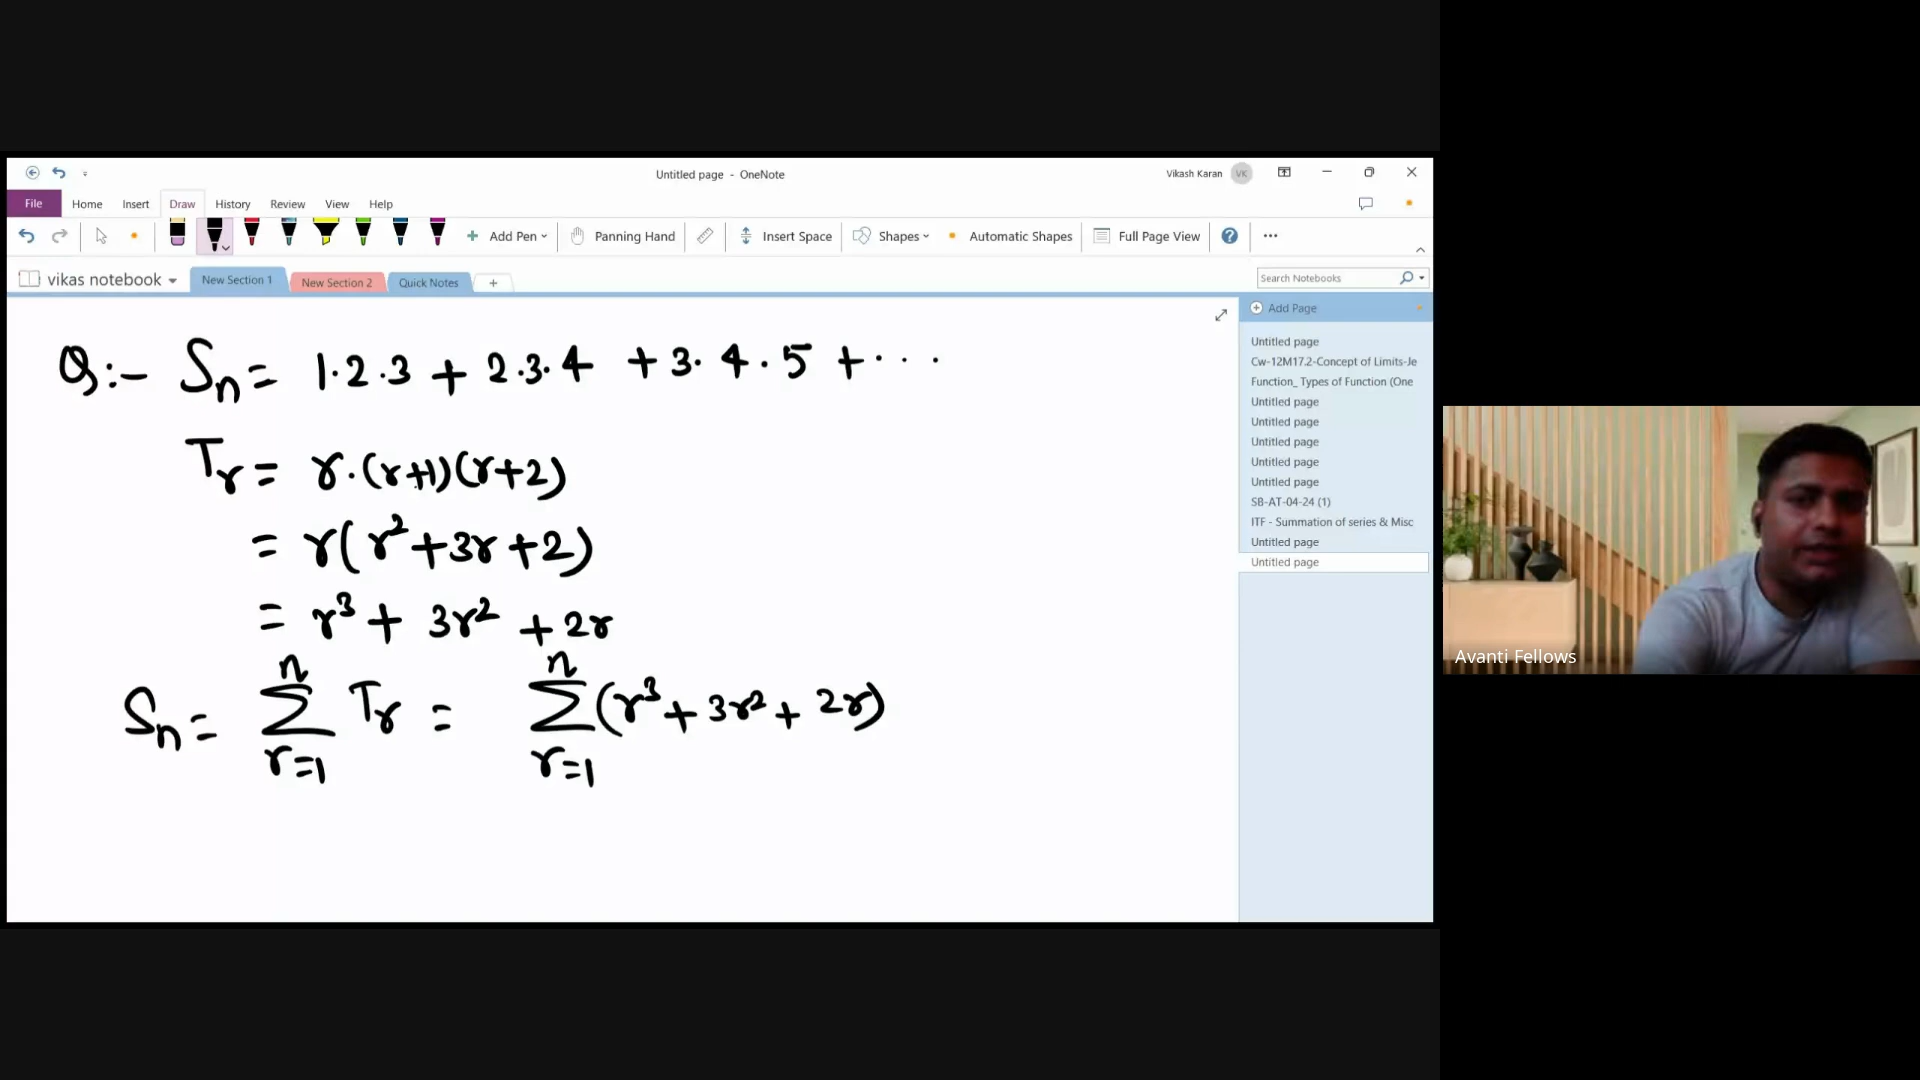 Untitled page - OneNote
Vikash Karan VK
File Home Insert Draw History Review View Help
Add Pen Panning Hand Insert Space Shapes Automatic Shapes Full Page View
vikas notebook New Section 1 New Section 2 Quick Notes +
Search Notebooks
Q:- Sn = 1·2·3 + 2·3·4 + 3·4·5 + ····
Tr = r·(r+1)(r+2)
= r(r²+3r+2)
= r³ + 3r² + 2r
Sn = ∑_{r=1}^{n} Tr = ∑_{r=1}^{n} (r³ + 3r² + 2r)
Add Page
Untitled page
Cw-12M17.2-Concept of Limits-Je
Function_ Types of Function (One
Untitled page
Untitled page
Untitled page
Untitled page
Untitled page
SB-AT-04-24 (1)
ITF - Summation of series & Misc
Untitled page
Untitled page
Avanti Fellows